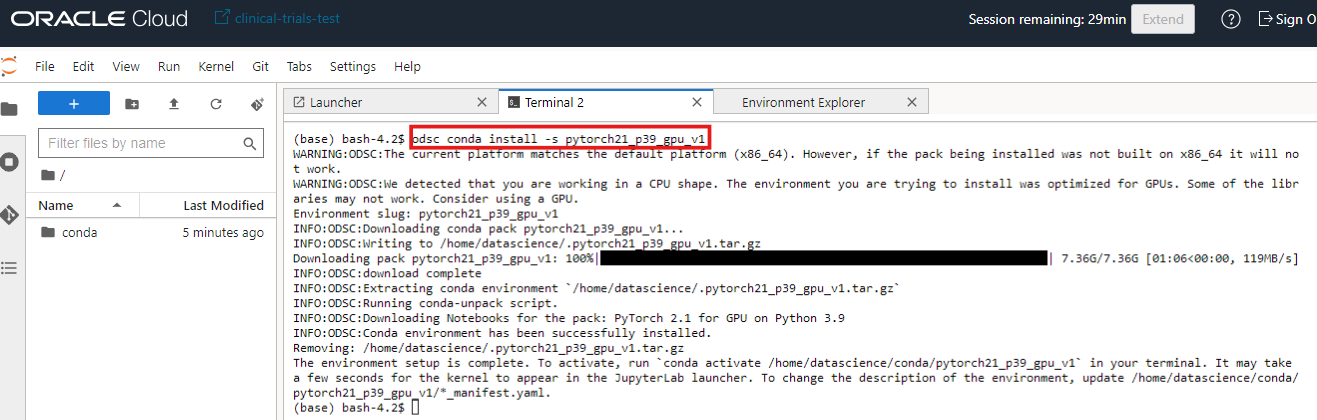 ORACLE Cloud
clinical-trials-test
Session remaining: 29min
Extend
Sign O
File Edit View Run Kernel Git Tabs Settings Help
Launcher
Terminal 2
Environment Explorer
Filter files by name
/
Name
Last Modified
conda
5 minutes ago
(base) bash-4.2$ odsc conda install -s pytorch21_p39_gpu_v1
WARNING:ODSC:The current platform matches the default platform (x86_64). However, if the pack being installed was not built on x86_64 it will no
t work.
WARNING:ODSC:We detected that you are working in a CPU shape. The environment you are trying to install was optimized for GPUs. Some of the libr
aries may not work. Consider using a GPU.
Environment slug: pytorch21_p39_gpu_v1
INFO:ODSC:Downloading conda pack pytorch21_p39_gpu_v1...
INFO:ODSC:Writing to /home/datascience/.pytorch21_p39_gpu_v1.tar.gz
Downloading pack pytorch21_p39_gpu_v1: 100%| | 7.36G/7.36G [01:06<00:00, 119MB/s]
INFO:ODSC:download complete
INFO:ODSC:Extracting conda environment `/home/datascience/.pytorch21_p39_gpu_v1.tar.gz`
INFO:ODSC:Running conda-unpack script.
INFO:ODSC:Downloading Notebooks for the pack: PyTorch 2.1 for GPU on Python 3.9
INFO:ODSC:Conda environment has been successfully installed.
Removing: /home/datascience/.pytorch21_p39_gpu_v1.tar.gz
The environment setup is complete. To activate, run `conda activate /home/datascience/conda/pytorch21_p39_gpu_v1` in your terminal. It may take
a few seconds for the kernel to appear in the JupyterLab launcher. To change the description of the environment, update /home/datascience/conda/
pytorch21_p39_gpu_v1/*_manifest.yaml.
(base) bash-4.2$